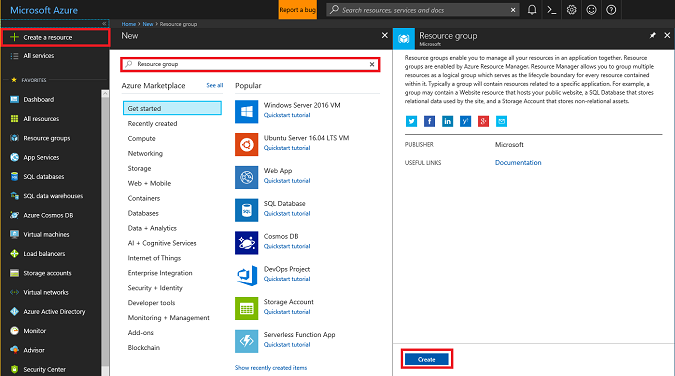 Microsoft Azure
Report a bug
Search resources, services and docs
Create a resource
All services
FAVORITES
Dashboard
All resources
Resource groups
App Services
SQL databases
SQL data warehouses
Azure Cosmos DB
Virtual machines
Load balancers
Storage accounts
Virtual networks
Azure Active Directory
Monitor
Advisor
Security Center
Home > New > Resource group
New
Resource group
Azure Marketplace See all
Get started
Recently created
Compute
Networking
Storage
Web + Mobile
Containers
Databases
Data + Analytics
AI + Cognitive Services
Internet of Things
Enterprise Integration
Security + Identity
Developer tools
Monitoring + Management
Add-ons
Blockchain
Popular
Windows Server 2016 VM
Quickstart tutorial
Ubuntu Server 16.04 LTS VM
Quickstart tutorial
Web App
Quickstart tutorial
SQL Database
Quickstart tutorial
Cosmos DB
Quickstart tutorial
DevOps Project
Quickstart tutorial
Storage Account
Quickstart tutorial
Serverless Function App
Quickstart tutorial
Show recently created items
Resource group
Microsoft
Resource groups enable you to manage all your resources in an application together. Resource
groups are enabled by Azure Resource Manager. Resource Manager allows you to group multiple
resources as a logical group which serves as the lifecycle boundary for every resource contained
within it. Typically a group will contain resources related to a specific application. For example, a
group may contain a Website resource that hosts your public website, a SQL Database that stores
relational data used by the site, and a Storage Account that stores non-relational assets.
PUBLISHER Microsoft
USEFUL LINKS Documentation
Create